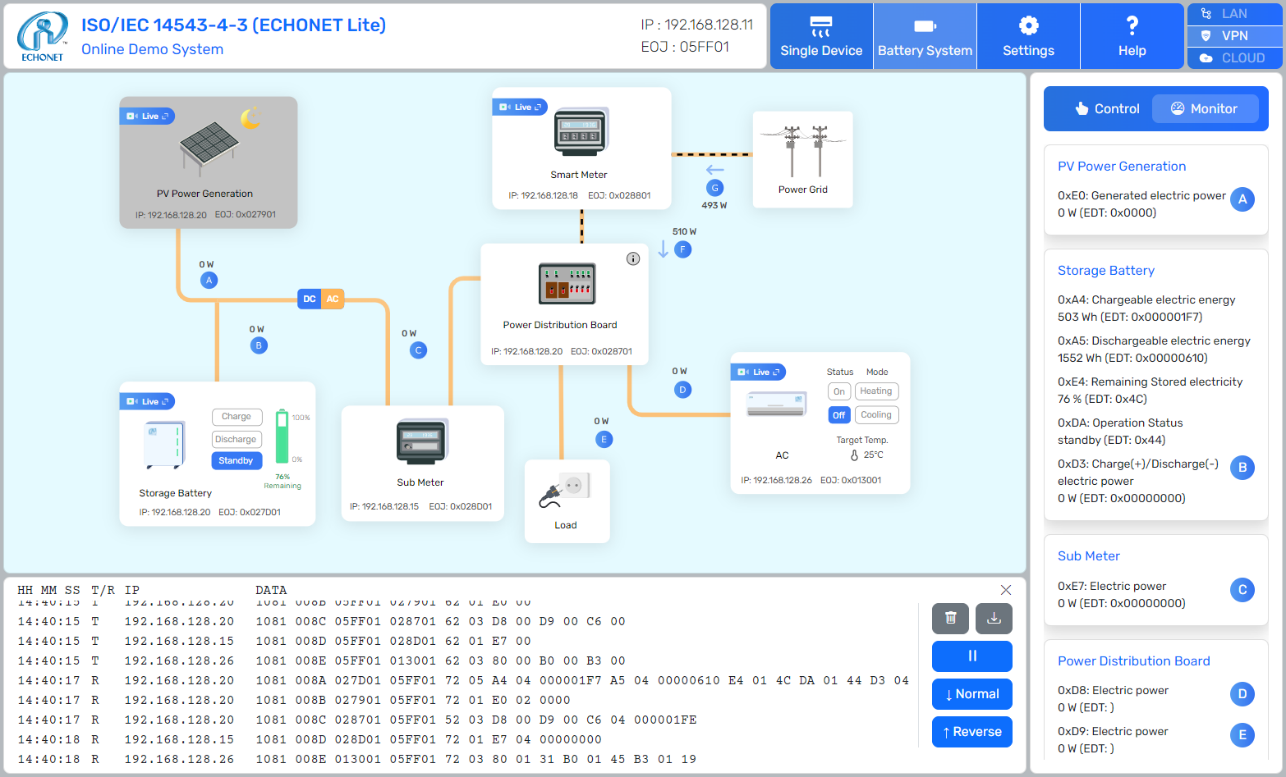 ECHONET
ISO/IEC 14543-4-3 (ECHONET Lite)
Online Demo System
IP : 192.168.128.11
EOJ : 05FF01
Single Device
Battery System
Settings
Help
LAN
VPN
CLOUD
Live
PV Power Generation
IP: 192.168.128.20 EOJ: 0x027901
Live
Smart Meter
IP: 192.168.128.18 EOJ: 0x028801
G
493 W
Power Grid
510 W
F
0 W
A
DC AC
0 W
B
0 W
C
Power Distribution Board
IP: 192.168.128.20 EOJ: 0x028701
0 W
D
0 W
E
Live
Charge
Discharge
Standby
100%
0%
76%
Remaining
Storage Battery
IP: 192.168.128.20 EOJ: 0x027D01
Sub Meter
IP: 192.168.128.15 EOJ: 0x028D01
Load
Live
Status Mode
On Heating
Off Cooling
Target Temp.
25°C
AC
IP: 192.168.128.26 EOJ: 0x013001
Control
Monitor
PV Power Generation
0xE0: Generated electric power
0 W (EDT: 0x0000)
A
Storage Battery
0xA4: Chargeable electric energy
503 Wh (EDT: 0x000001F7)
0xA5: Dischargeable electric energy
1552 Wh (EDT: 0x00000610)
0xE4: Remaining Stored electricity
76 % (EDT: 0x4C)
0xDA: Operation Status
standby (EDT: 0x44)
0xD3: Charge(+)/Discharge(-)
electric power
0 W (EDT: 0x00000000)
B
Sub Meter
0xE7: Electric power
0 W (EDT: 0x00000000)
C
Power Distribution Board
0xD8: Electric power
0 W (EDT: )
D
0xD9: Electric power
0 W (EDT: )
E
HH MM SS T/R IP DATA
14:40:15 T 192.168.128.20 1081 008B 05FF01 027901 62 01 E0 00
14:40:15 T 192.168.128.20 1081 008C 05FF01 028701 62 03 D8 00 D9 00 C6 00
14:40:15 T 192.168.128.15 1081 008D 05FF01 028D01 62 01 E7 00
14:40:15 T 192.168.128.26 1081 008E 05FF01 013001 62 03 80 00 B0 00 B3 00
14:40:17 R 192.168.128.20 1081 008A 027D01 05FF01 72 05 A4 04 000001F7 A5 04 00000610 E4 01 4C DA 01 44 D3 04
14:40:17 R 192.168.128.20 1081 008B 027901 05FF01 72 01 E0 02 0000
14:40:17 R 192.168.128.20 1081 008C 028701 05FF01 52 03 D8 00 D9 00 C6 04 000001FE
14:40:18 R 192.168.128.15 1081 008D 028D01 05FF01 72 01 E7 04 00000000
14:40:18 R 192.168.128.26 1081 008E 013001 05FF01 72 03 80 01 31 B0 01 45 B3 01 19
↓ Normal
↑ Reverse